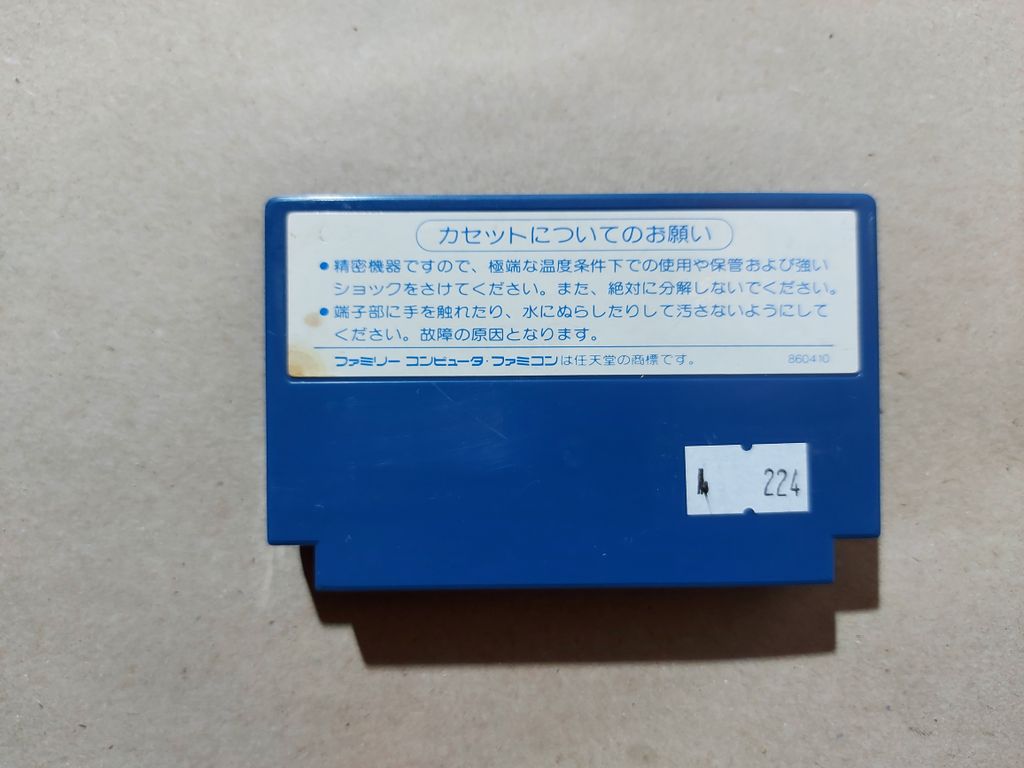 カセットについてのお願い
●精密機器ですので、極端な温度条件下での使用や保管および強い
ショックをさけてください。また、絶対に分解しないでください。
●端子部に手を触れたり、水にぬらしたりして汚さないようにして
ください。故障の原因となります。
ファミリー コンピュータ・ファミコンは任天堂の商標です。 860410
224